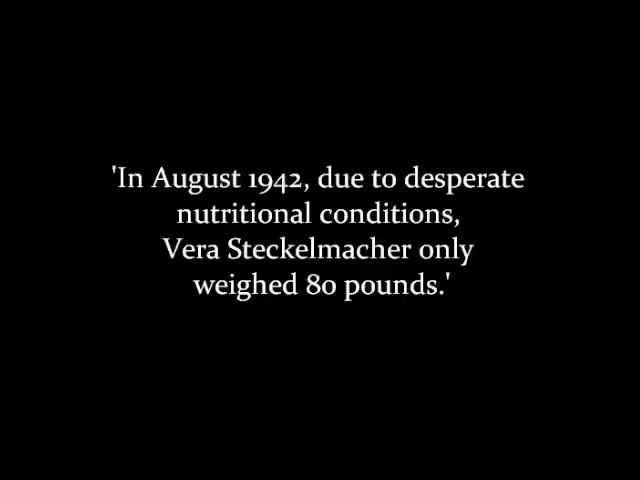 'In August 1942, due to desperate
nutritional conditions,
Vera Steckelmacher only
weighed 80 pounds.'